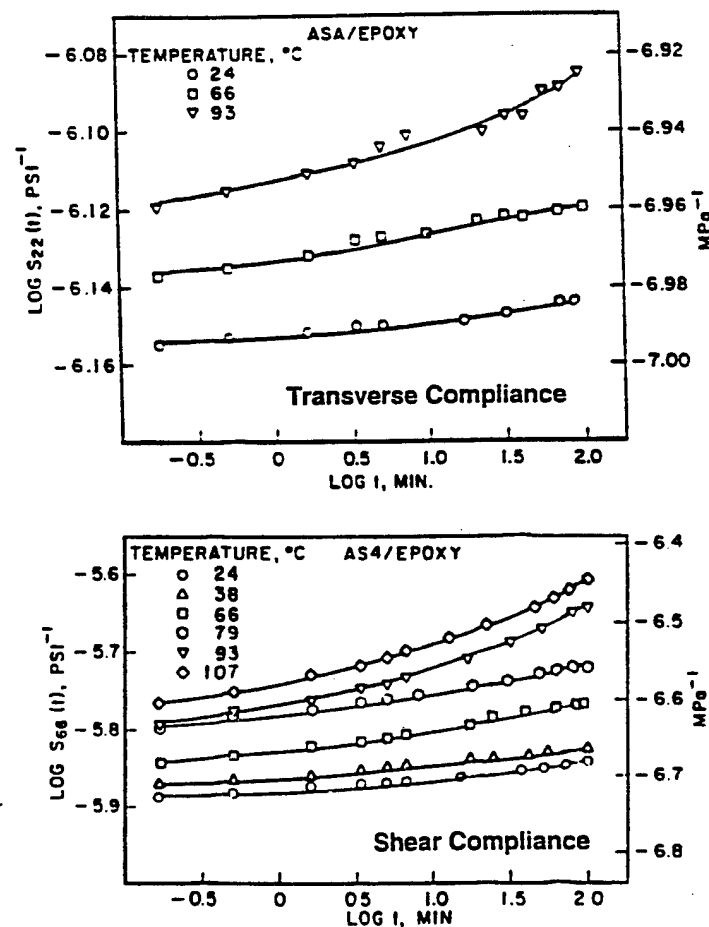 ASA/EPOXY
TEMPERATURE, °C
24
66
93
-6.08
-6.10
-6.12
-6.14
-6.16
LOG S22(t), PSI-1
-6.92
-6.94
-6.96
-6.98
-7.00
MPa-1
Transverse Compliance
-0.5 0 0.5 1.0 1.5 2.0
LOG t, MIN.
TEMPERATURE, °C AS4/EPOXY
24
38
66
79
93
107
-5.6
-5.7
-5.8
-5.9
LOG S66(t), PSI-1
-6.4
-6.5
-6.6
-6.7
-6.8
MPa-1
Shear Compliance
-0.5 0 0.5 1.0 1.5 2.0
LOG t, MIN